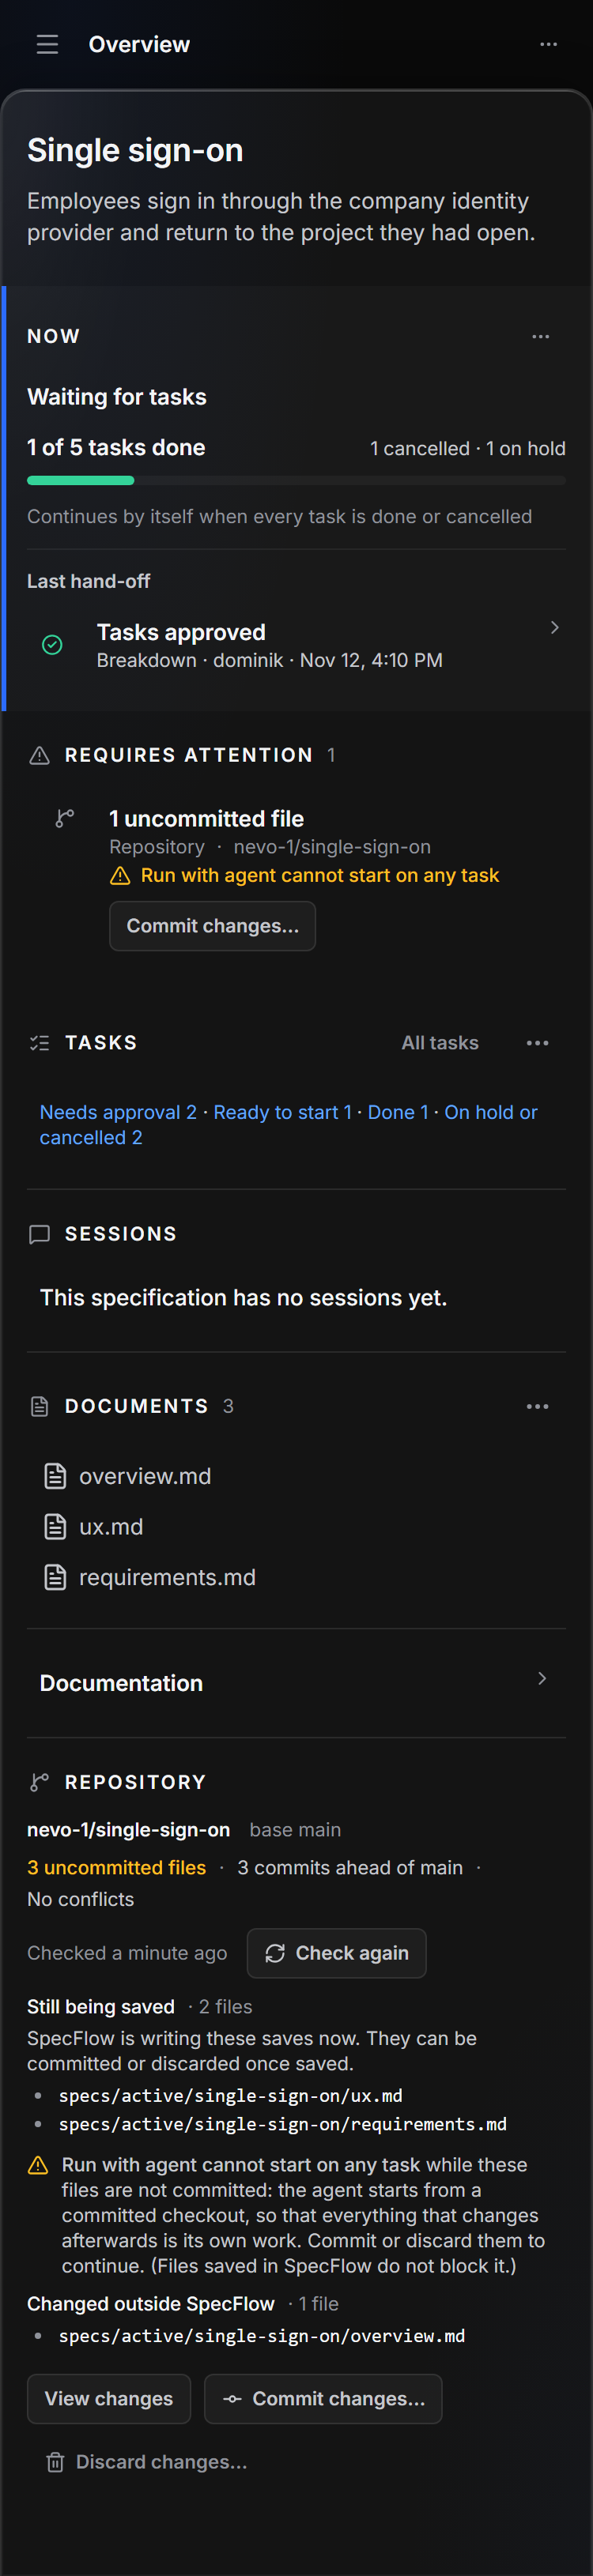 Overview
Single sign-on
Employees sign in through the company identity
provider and return to the project they had open.
NOW
Waiting for tasks
1 of 5 tasks done 1 cancelled · 1 on hold
Continues by itself when every task is done or cancelled
Last hand-off
Tasks approved
Breakdown · dominik · Nov 12, 4:10 PM
REQUIRES ATTENTION 1
1 uncommitted file
Repository · nevo-1/single-sign-on
Run with agent cannot start on any task
Commit changes...
TASKS All tasks
Needs approval 2 · Ready to start 1 · Done 1 · On hold or
cancelled 2
SESSIONS
This specification has no sessions yet.
DOCUMENTS 3
overview.md
ux.md
requirements.md
Documentation
REPOSITORY
nevo-1/single-sign-on base main
3 uncommitted files · 3 commits ahead of main ·
No conflicts
Checked a minute ago Check again
Still being saved · 2 files
SpecFlow is writing these saves now. They can be
committed or discarded once saved.
• specs/active/single-sign-on/ux.md
• specs/active/single-sign-on/requirements.md
Run with agent cannot start on any task while these
files are not committed: the agent starts from a
committed checkout, so that everything that changes
afterwards is its own work. Commit or discard them to
continue. (Files saved in SpecFlow do not block it.)
Changed outside SpecFlow · 1 file
• specs/active/single-sign-on/overview.md
View changes Commit changes...
Discard changes...